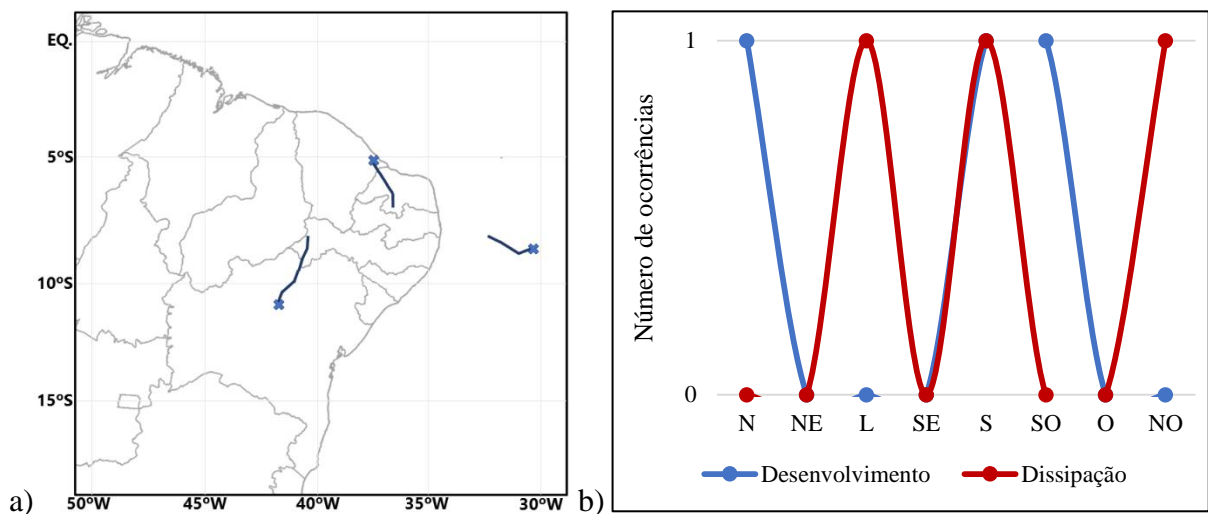 EQ.
5ºS
10ºS
15ºS
50ºW 45ºW 40ºW 35ºW 30ºW
a)
1
0
Número de ocorrências
N NE L SE S SO O NO
Desenvolvimento Dissipação
b)